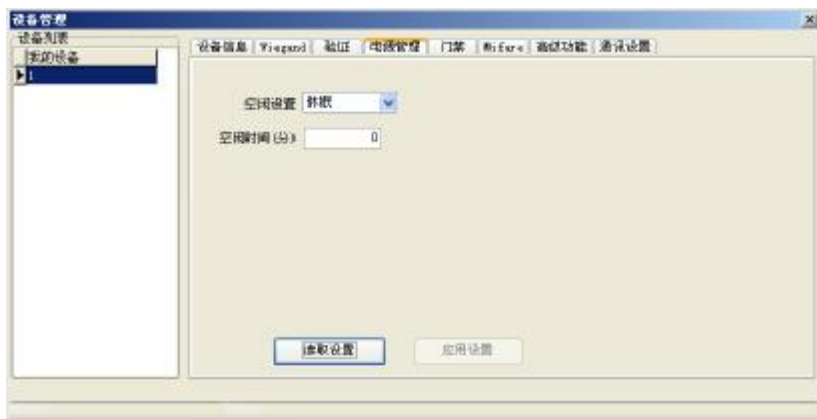 设备管理
设备列表
我的设备
1
设备信息 Wiegand 验证 电源管理 门禁 Mifare 高级功能 通讯设置
空闲设置 休眠
空闲时间(分): 0
读取设置 应用设置